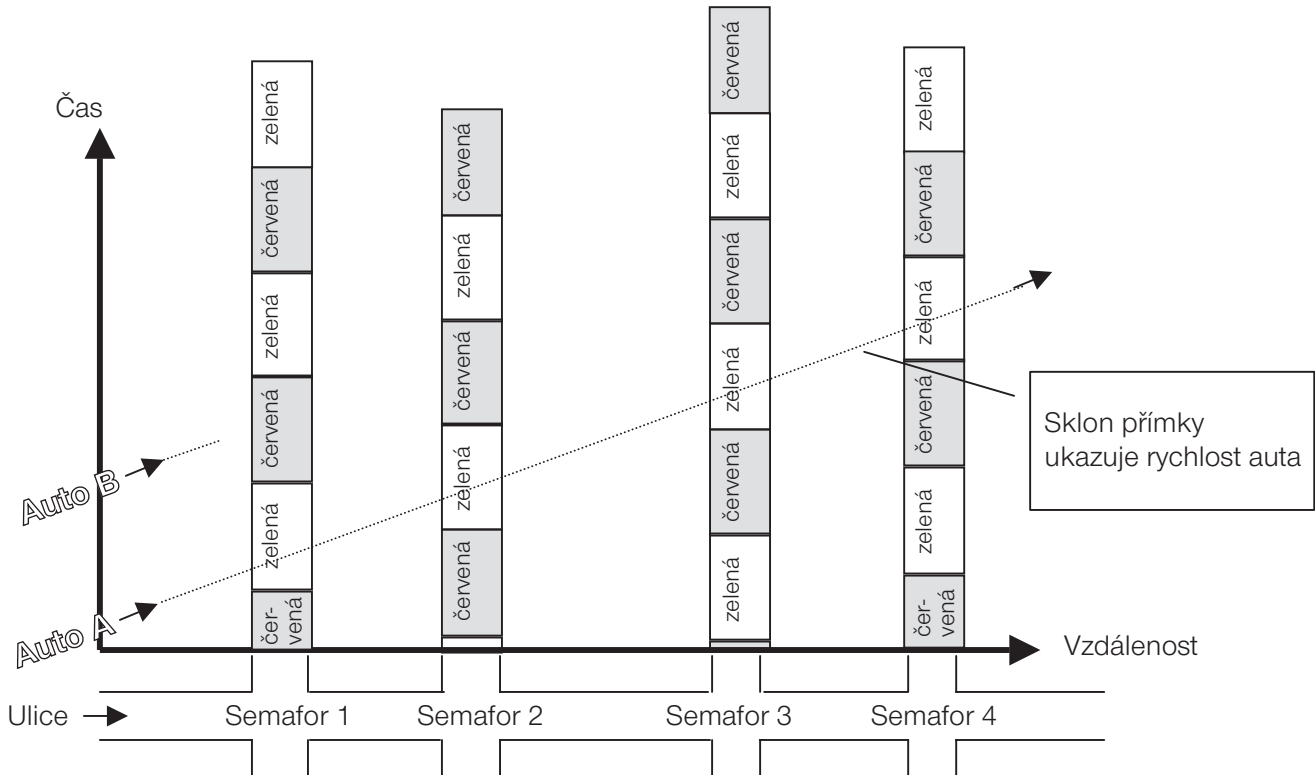 Čas
zelená
červená
zelená
červená
zelená
čer-
vená
červená
zelená
červená
zelená
červená
červená
zelená
červená
zelená
červená
zelená
zelená
červená
zelená
červená
zelená
čer-
vená
Auto B
Auto A
Sklon přímky
ukazuje rychlost auta
Vzdálenost
Ulice
Semafor 1
Semafor 2
Semafor 3
Semafor 4